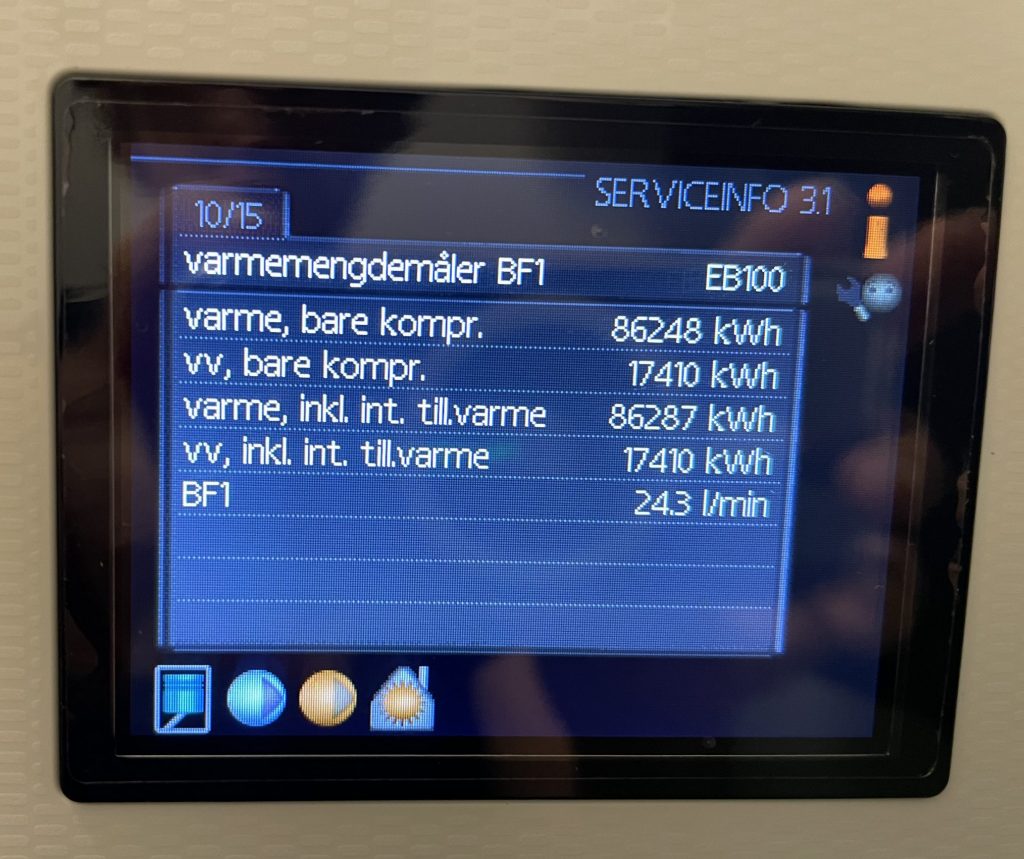 SERVICEINFO 3.1
10/15
varmemengdemåler BF1 EB100
varme, bare kompr. 86248 kWh
vv, bare kompr. 17410 kWh
varme, inkl. int. till.varme 86287 kWh
vv, inkl. int. till.varme 17410 kWh
BF1 24.3 l/min